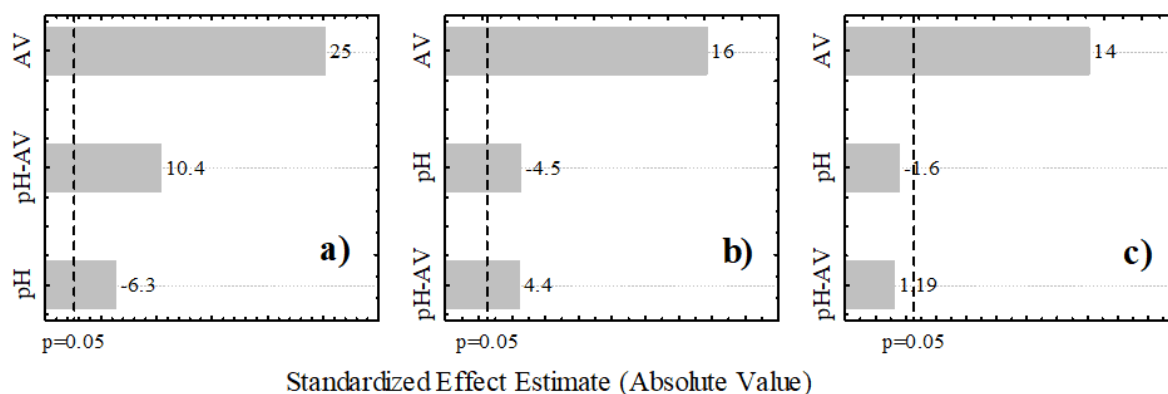 AV
25
pH-AV
10.4
pH
-6.3
a)
p=0.05
AV
16
pH
-4.5
pH-AV
4.4
b)
p=0.05
AV
14
pH
-1.6
pH-AV
1.19
c)
p=0.05
Standardized Effect Estimate (Absolute Value)